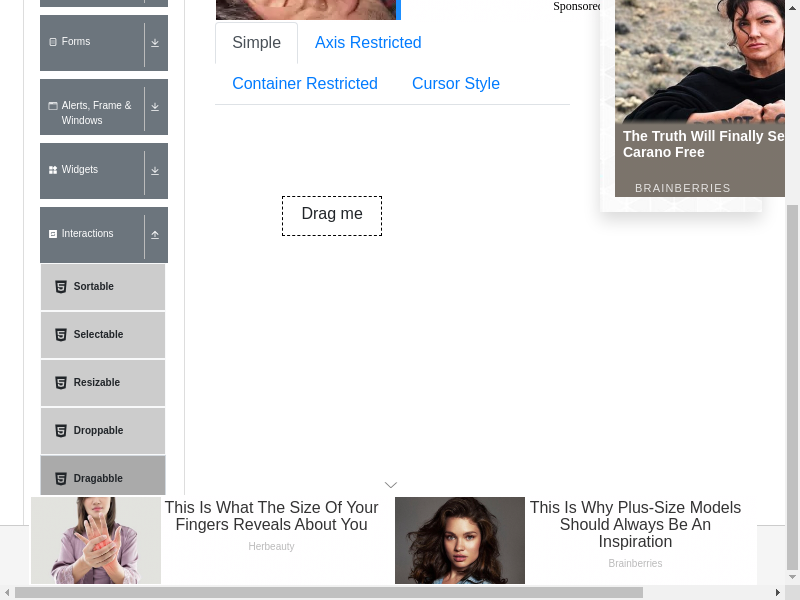 Sponsored
Forms
Simple
Axis Restricted
Container Restricted
Cursor Style
Alerts, Frame &
Windows
The Truth Will Finally Se
Carano Free
BRAINBERRIES
Widgets
Drag me
Interactions
Sortable
Selectable
Resizable
Droppable
Dragabble
This Is What The Size Of Your
Fingers Reveals About You
Herbeauty
This Is Why Plus-Size Models
Should Always Be An
Inspiration
Brainberries